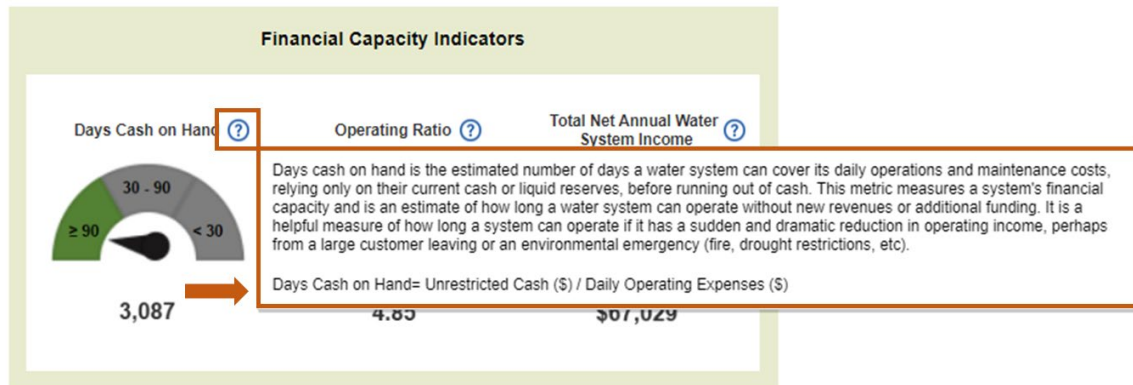 Financial Capacity Indicators
Days Cash on Hand
?
Operating Ratio
?
Total Net Annual Water
System Income
?
Days cash on hand is the estimated number of days a water system can cover its daily operations and maintenance costs,
relying only on their current cash or liquid reserves, before running out of cash. This metric measures a system's financial
capacity and is an estimate of how long a water system can operate without new revenues or additional funding. It is a
helpful measure of how long a system can operate if it has a sudden and dramatic reduction in operating income, perhaps
from a large customer leaving or an environmental emergency (fire, drought restrictions, etc).
Days Cash on Hand= Unrestricted Cash ($) / Daily Operating Expenses ($)
30 - 90
≥ 90
< 30
3,087
4.85
$67,029